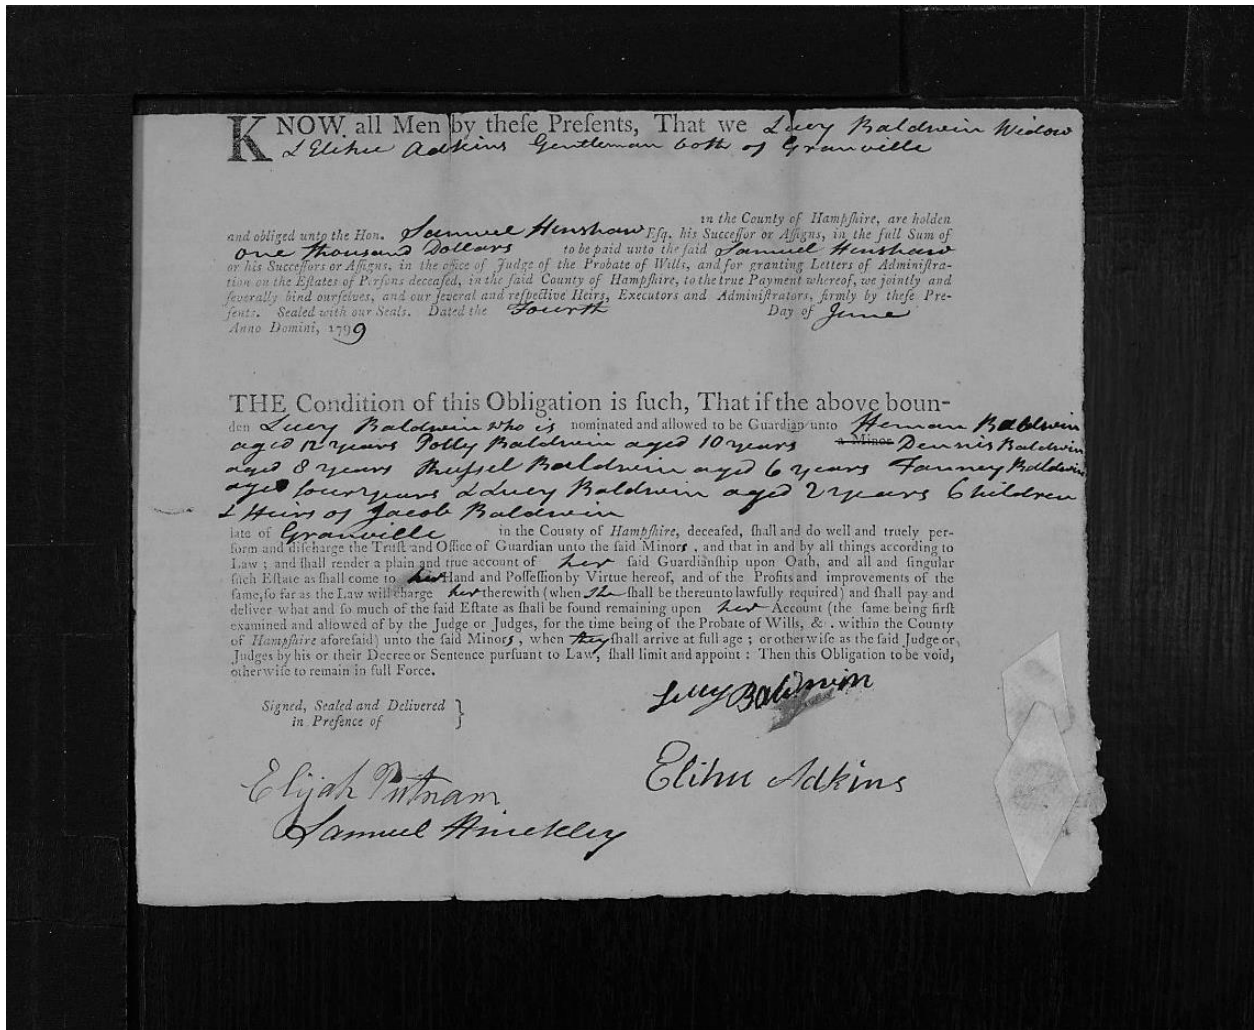 KNOW all Men by theſe Preſents, That we Lucy Baldwin Widow
& Elihu Adkins Gentleman both of Granville
in the County of Hampſhire, are holden
and obliged unto the Hon. Samuel Henshaw Eſq. his Succeſſor or Aſſigns, in the full Sum of
one thousand Dollars to be paid unto the ſaid Samuel Henshaw
or his Succeſſors or Aſſigns, in the office of Judge of the Probate of Wills, and for granting Letters of Adminiſtra-
tion on the Eſtates of Perſons deceaſed, in the ſaid County of Hampſhire, to the true Payment whereof, we jointly and
ſeverally bind ourſelves, and our ſeveral and reſpective Heirs, Executors and Adminiſtrators, firmly by theſe Pre-
ſents. Sealed with our Seals. Dated the Fourth Day of June
Anno Domini, 1799
THE Condition of this Obligation is ſuch, That if the above boun-
den Lucy Baldwin who is nominated and allowed to be Guardian unto Heman Baldwin
aged 12 years Polly Baldwin aged 10 years a Minor Dennis Baldwin
aged 8 years Russel Baldwin aged 6 years Fanney Baldwin
aged four years & Lucy Baldwin aged 2 years Children
& Heirs of Jacob Baldwin
late of Granville in the County of Hampſhire, deceaſed, ſhall and do well and truely per-
form and diſcharge the Truſt and Office of Guardian unto the ſaid Minors, and that in and by all things according to
Law; and ſhall render a plain and true account of her ſaid Guardianſhip upon Oath, and all and ſingular
ſuch Eſtate as ſhall come to her Hand and Poſſeſſion by Virtue hereof, and of the Profits and improvements of the
ſame, ſo far as the Law will charge her therewith (when She ſhall be thereunto lawfully required) and ſhall pay and
deliver what and ſo much of the ſaid Eſtate as ſhall be found remaining upon her Account (the ſame being firſt
examined and allowed of by the Judge or Judges, for the time being of the Probate of Wills, &. within the County
of Hampſhire aforeſaid) unto the ſaid Minors, when they ſhall arrive at full age; or otherwiſe as the ſaid Judge or
Judges by his or their Decree or Sentence purſuant to Law, ſhall limit and appoint: Then this Obligation to be void,
otherwiſe to remain in full Force.
Signed, Sealed and Delivered }
in Preſence of
Lucy Baldwin
Elihu Adkins
Elijah Putnam
Samuel Hinckley